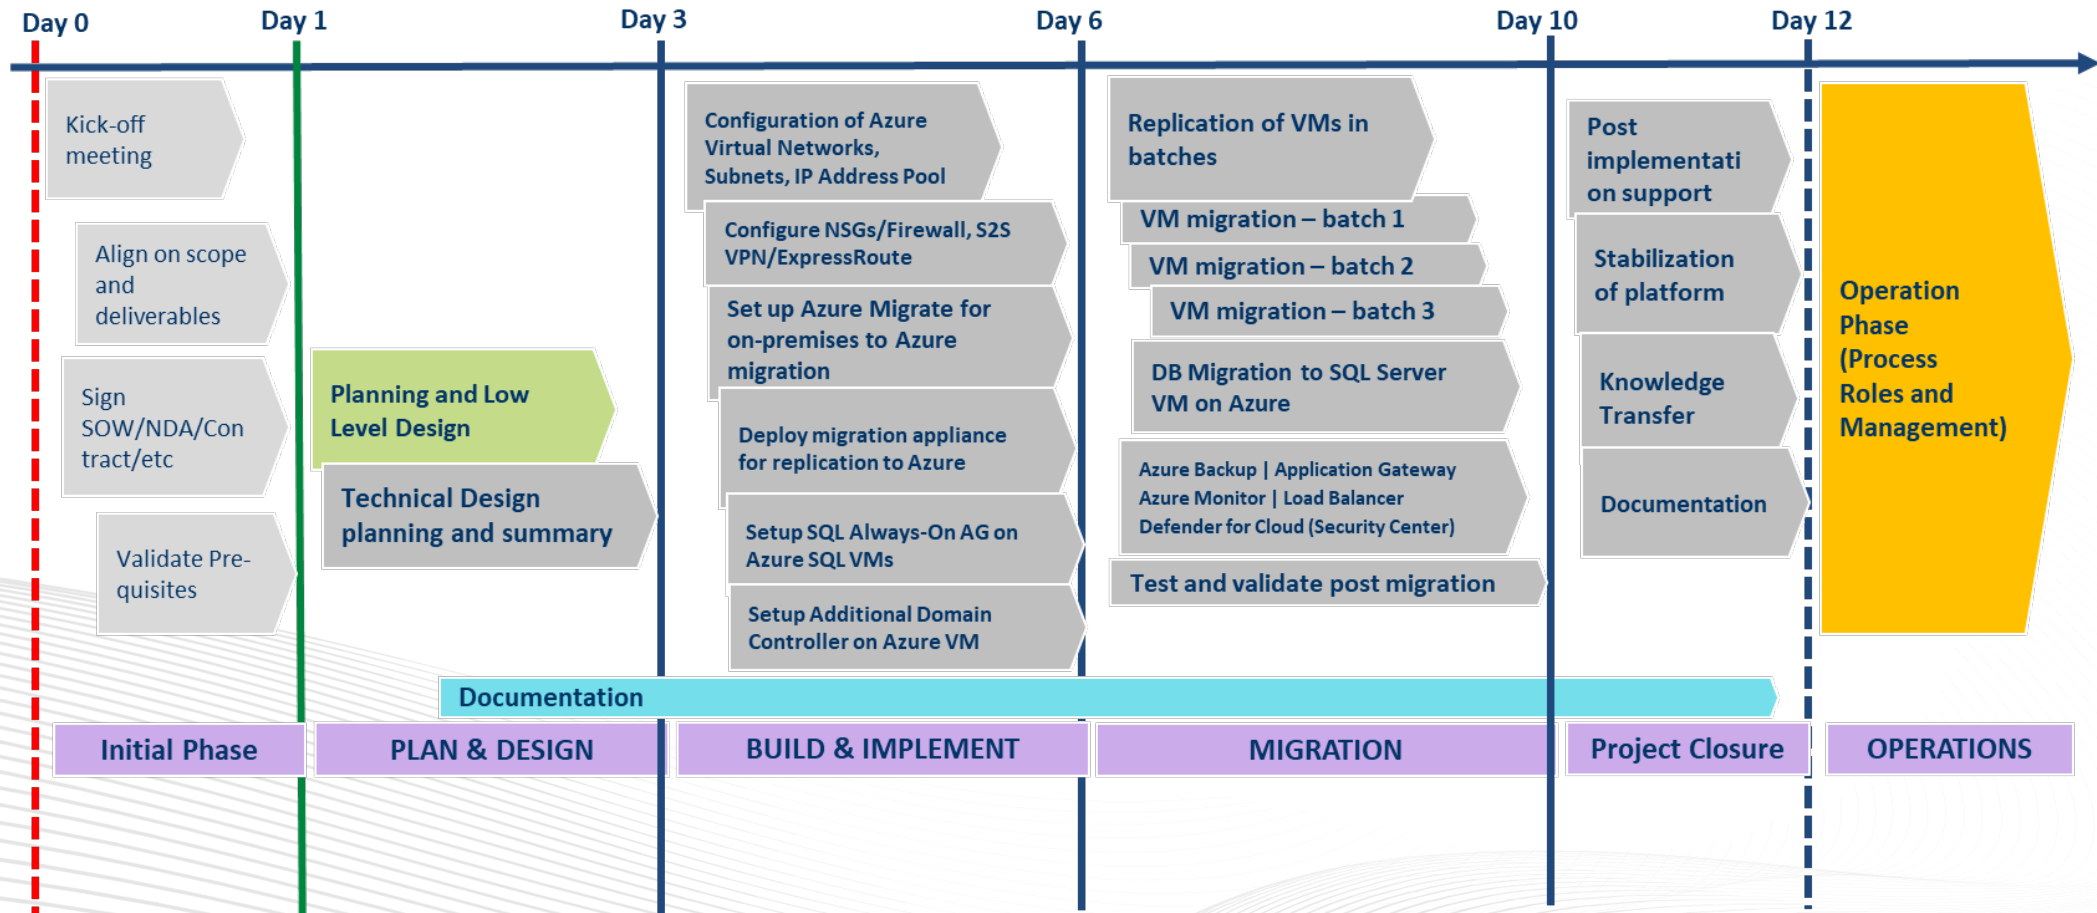 Day 0
Day 1
Day 3
Day 6
Day 10
Day 12
Kick-off
meeting
Align on scope
and
deliverables
Sign
SOW/NDA/Con
tract/etc
Validate Pre-
quisites
Planning and Low
Level Design
Technical Design
planning and summary
Configuration of Azure
Virtual Networks,
Subnets, IP Address Pool
Configure NSGs/Firewall, S2S
VPN/ExpressRoute
Set up Azure Migrate for
on-premises to Azure
migration
Deploy migration appliance
for replication to Azure
Setup SQL Always-On AG on
Azure SQL VMs
Setup Additional Domain
Controller on Azure VM
Replication of VMs in
batches
VM migration – batch 1
VM migration – batch 2
VM migration – batch 3
DB Migration to SQL Server
VM on Azure
Azure Backup | Application Gateway
Azure Monitor | Load Balancer
Defender for Cloud (Security Center)
Test and validate post migration
Post
implementati
on support
Stabilization
of platform
Knowledge
Transfer
Documentation
Operation
Phase
(Process
Roles and
Management)
Documentation
Initial Phase
PLAN & DESIGN
BUILD & IMPLEMENT
MIGRATION
Project Closure
OPERATIONS